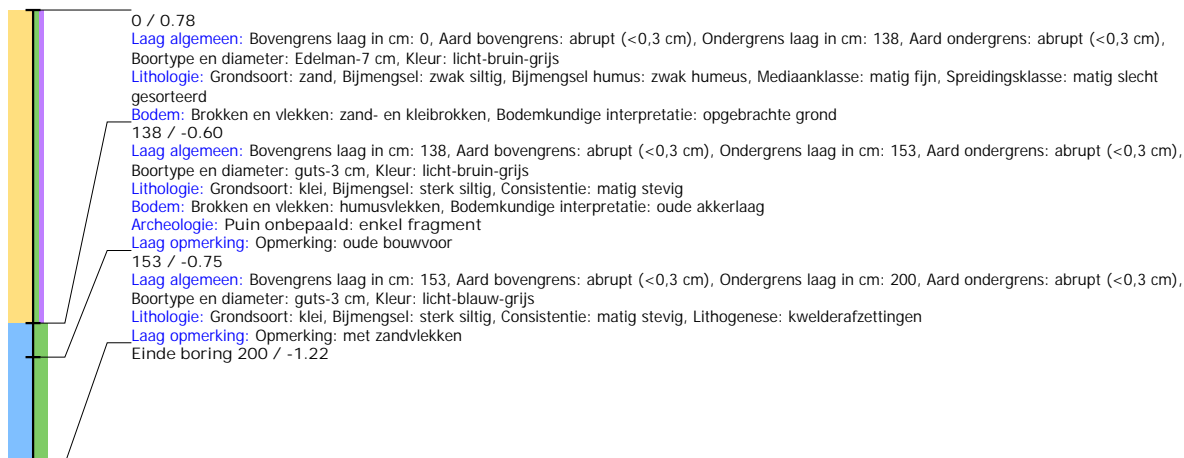 0 / 0.78
Laag algemeen: Bovengrens laag in cm: 0, Aard bovengrens: abrupt (<0,3 cm), Ondergrens laag in cm: 138, Aard ondergrens: abrupt (<0,3 cm),
Boortype en diameter: Edelman-7 cm, Kleur: licht-bruin-grijs
Lithologie: Grondsoort: zand, Bijmengsel: zwak siltig, Bijmengsel humus: zwak humeus, Mediaanklasse: matig fijn, Spreidingsklasse: matig slecht
gesorteerd
Bodem: Brokken en vlekken: zand- en kleibrokken, Bodemkundige interpretatie: opgebrachte grond
138 / -0.60
Laag algemeen: Bovengrens laag in cm: 138, Aard bovengrens: abrupt (<0,3 cm), Ondergrens laag in cm: 153, Aard ondergrens: abrupt (<0,3 cm),
Boortype en diameter: guts-3 cm, Kleur: licht-bruin-grijs
Lithologie: Grondsoort: klei, Bijmengsel: sterk siltig, Consistentie: matig stevig
Bodem: Brokken en vlekken: humusvlekken, Bodemkundige interpretatie: oude akkerlaag
Archeologie: Puin onbepaald: enkel fragment
Laag opmerking: Opmerking: oude bouwvoor
153 / -0.75
Laag algemeen: Bovengrens laag in cm: 153, Aard bovengrens: abrupt (<0,3 cm), Ondergrens laag in cm: 200, Aard ondergrens: abrupt (<0,3 cm),
Boortype en diameter: guts-3 cm, Kleur: licht-blauw-grijs
Lithologie: Grondsoort: klei, Bijmengsel: sterk siltig, Consistentie: matig stevig, Lithogenese: kwelderafzettingen
Laag opmerking: Opmerking: met zandvlekken
Einde boring 200 / -1.22